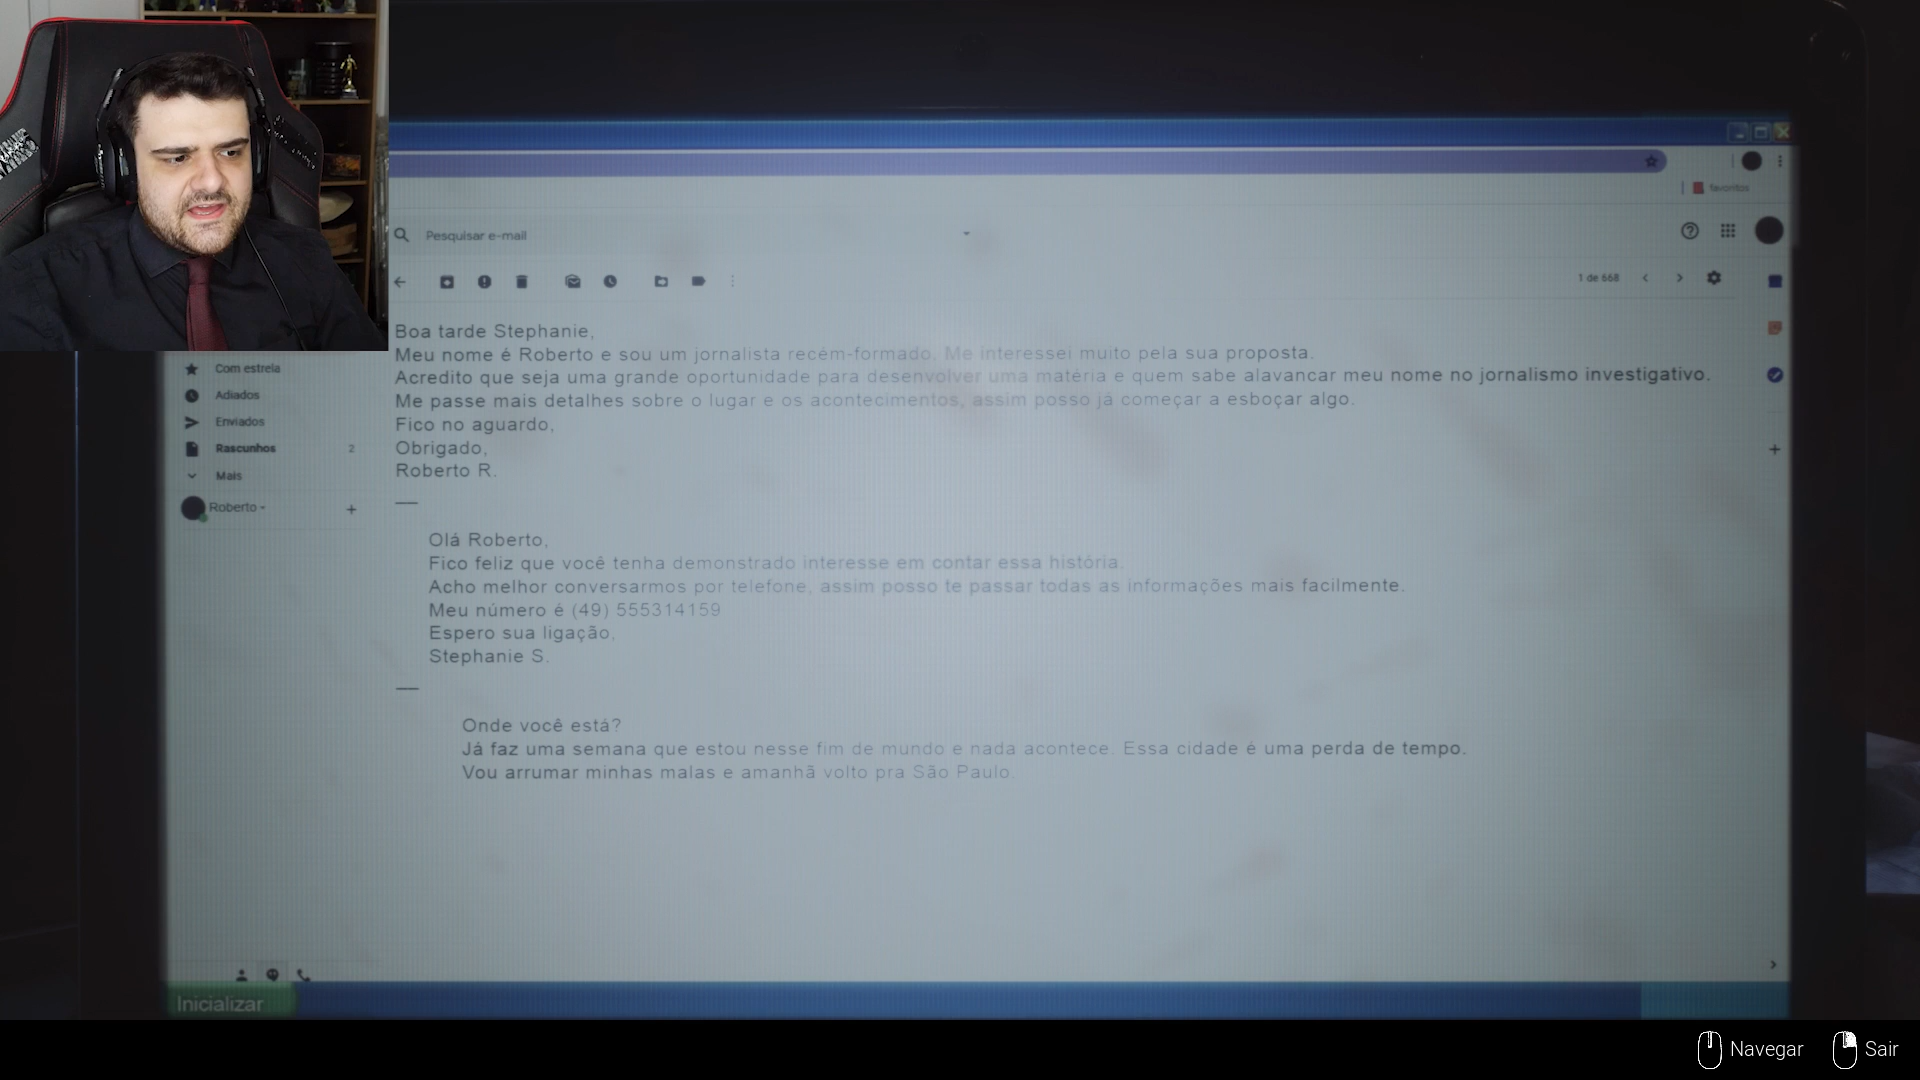 favoritos
Pesquisar e-mail
1 de 668
Boa tarde Stephanie,
Meu nome é Roberto e sou um jornalista recém-formado. Me interessei muito pela sua proposta.
Acredito que seja uma grande oportunidade para desenvolver uma matéria e quem sabe alavancar meu nome no jornalismo investigativo.
Me passe mais detalhes sobre o lugar e os acontecimentos, assim posso já começar a esboçar algo.
Fico no aguardo,
Obrigado,
Roberto R.
Com estrela
Adiados
Enviados
Rascunhos 2
Mais
Roberto
Olá Roberto,
Fico feliz que você tenha demonstrado interesse em contar essa história.
Acho melhor conversarmos por telefone, assim posso te passar todas as informações mais facilmente.
Meu número é (49) 555314159
Espero sua ligação,
Stephanie S.
Onde você está?
Já faz uma semana que estou nesse fim de mundo e nada acontece. Essa cidade é uma perda de tempo.
Vou arrumar minhas malas e amanhã volto pra São Paulo.
Inicializar
Navegar
Sair